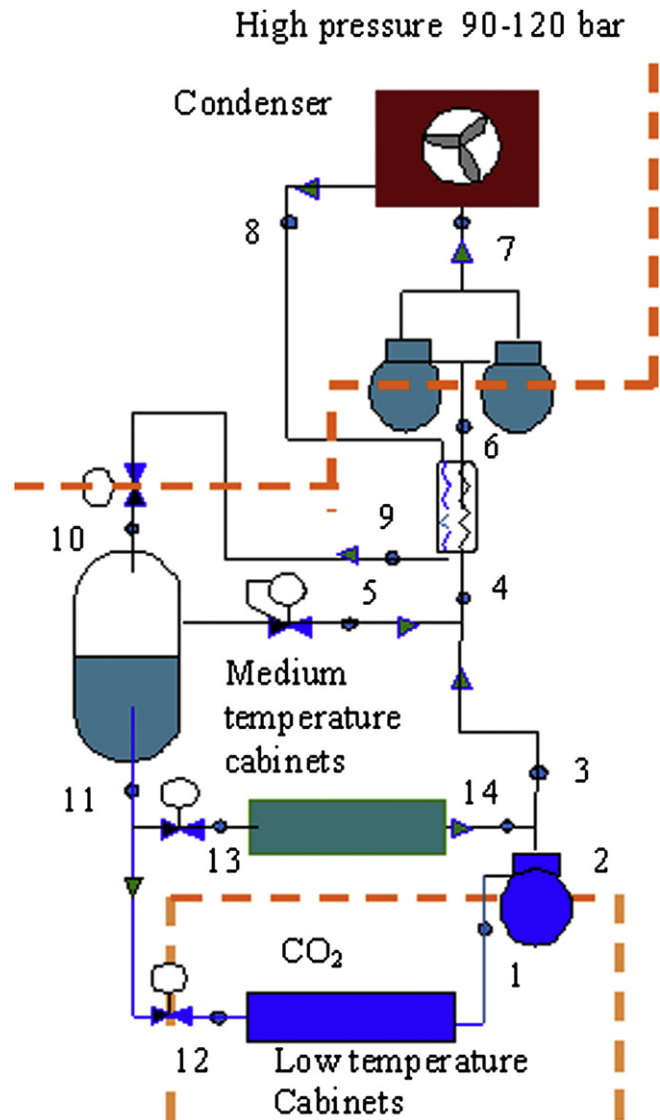 High pressure 90-120 bar
Condenser
8
7
6
9
10
5
4
Medium
temperature
cabinets
3
11
14
13
2
CO₂
1
12
Low temperature
Cabinets